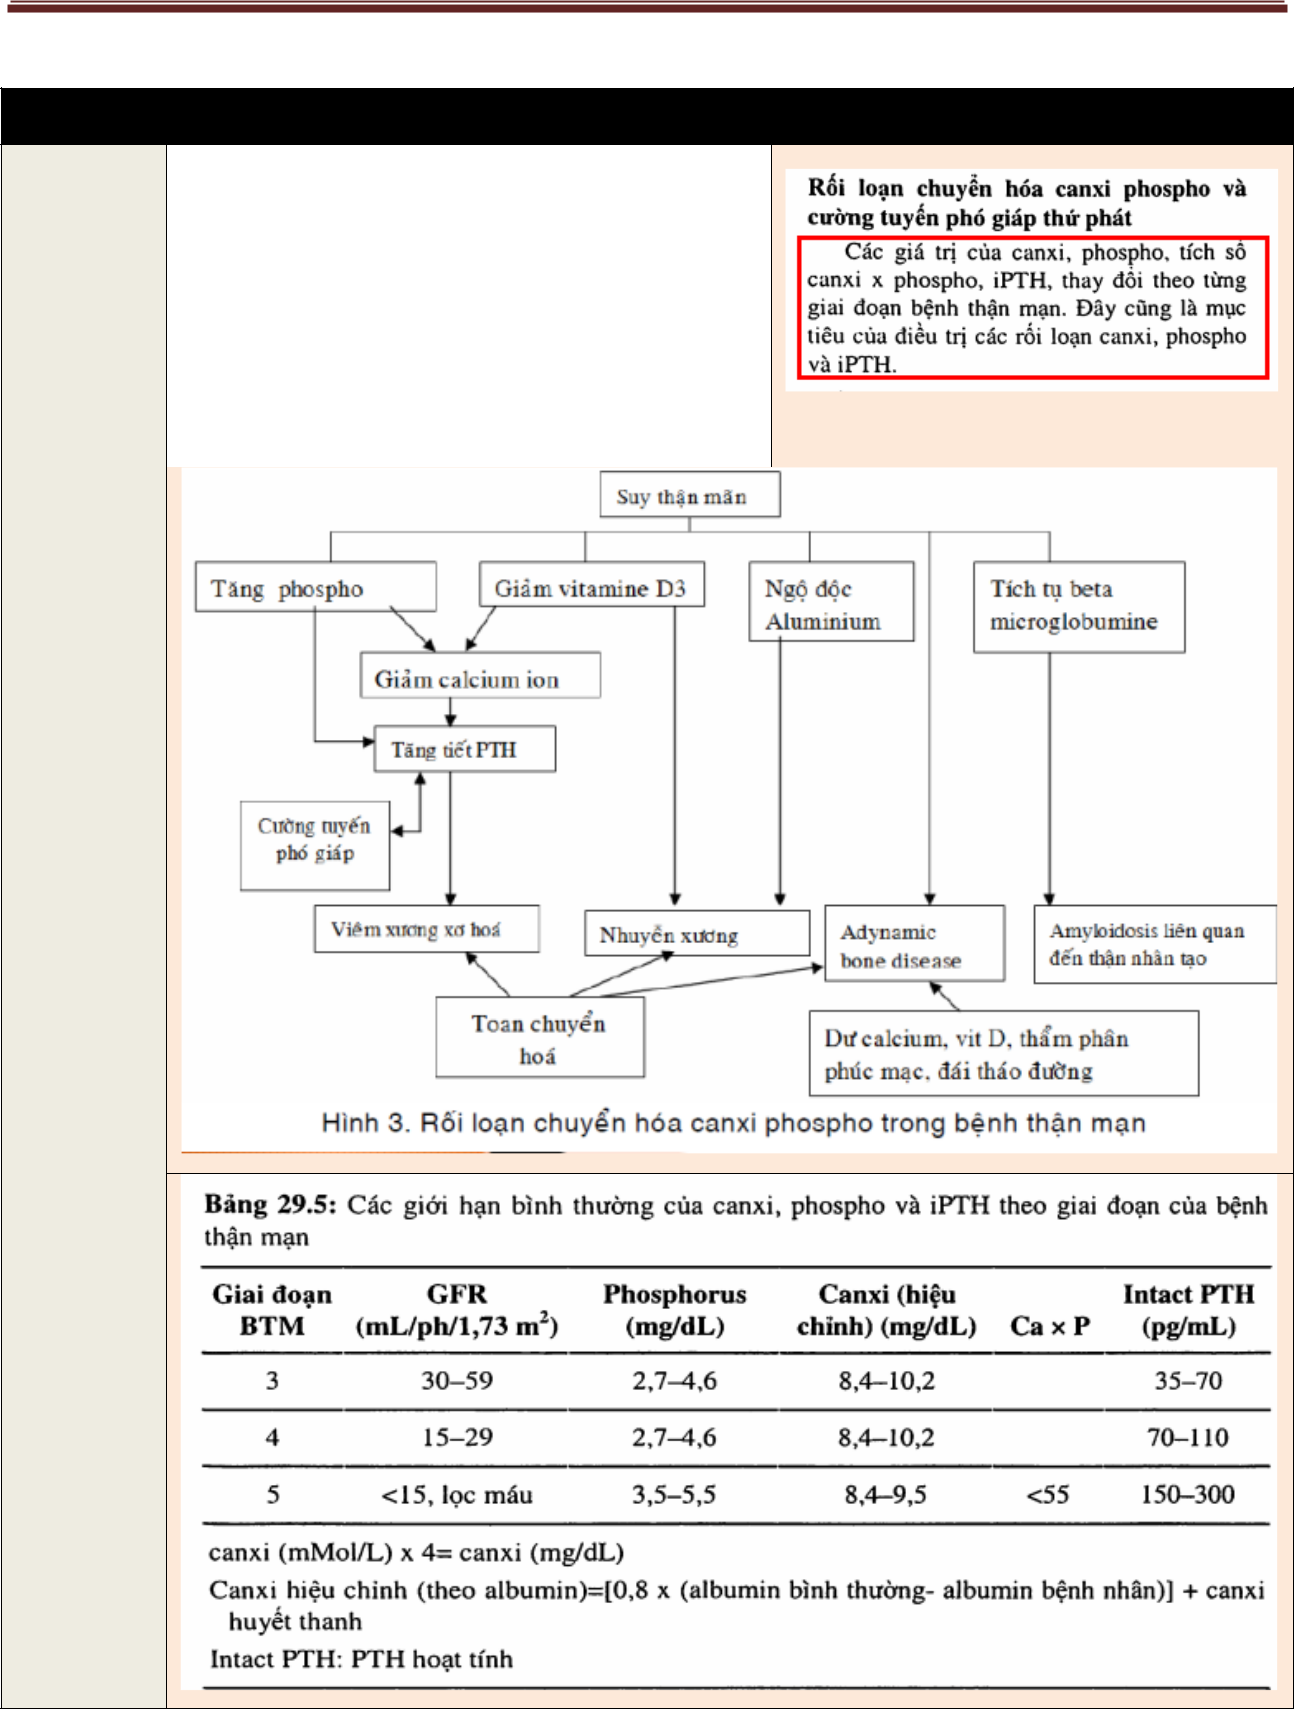 Rối loạn chuyển hóa canxi phospho và
cường tuyến phó giáp thứ phát
Các giá trị của canxi, phospho, tích số
canxi x phospho, iPTH, thay đổi theo từng
giai đoạn bệnh thận mạn. Đây cũng là mục
tiêu của điều trị các rối loạn canxi, phospho
và iPTH.
Suy thận mãn
Tăng phospho
Giảm vitamine D3
Ngộ độc
Aluminium
Tích tụ beta
microglobumine
Giảm calcium ion
Tăng tiết PTH
Cường tuyến
phó giáp
Viêm xương xơ hoá
Nhuyễn xương
Adynamic
bone disease
Amyloidosis liên quan
đến thận nhân tạo
Toan chuyển
hoá
Dư calcium, vit D, thẩm phân
phúc mạc, đái tháo đường
Hình 3. Rối loạn chuyển hóa canxi phospho trong bệnh thận mạn
Bảng 29.5: Các giới hạn bình thường của canxi, phospho và iPTH theo giai đoạn của bệnh
thận mạn
Giai đoạn BTM GFR (mL/ph/1,73 m²) Phosphorus (mg/dL) Canxi (hiệu chỉnh) (mg/dL) Ca × P Intact PTH (pg/mL)
3 30–59 2,7–4,6 8,4–10,2 35–70
4 15–29 2,7–4,6 8,4–10,2 70–110
5 <15, lọc máu 3,5–5,5 8,4–9,5 <55 150–300
canxi (mMol/L) x 4= canxi (mg/dL)
Canxi hiệu chỉnh (theo albumin)=[0,8 x (albumin bình thường- albumin bệnh nhân)] + canxi
huyết thanh
Intact PTH: PTH hoạt tính